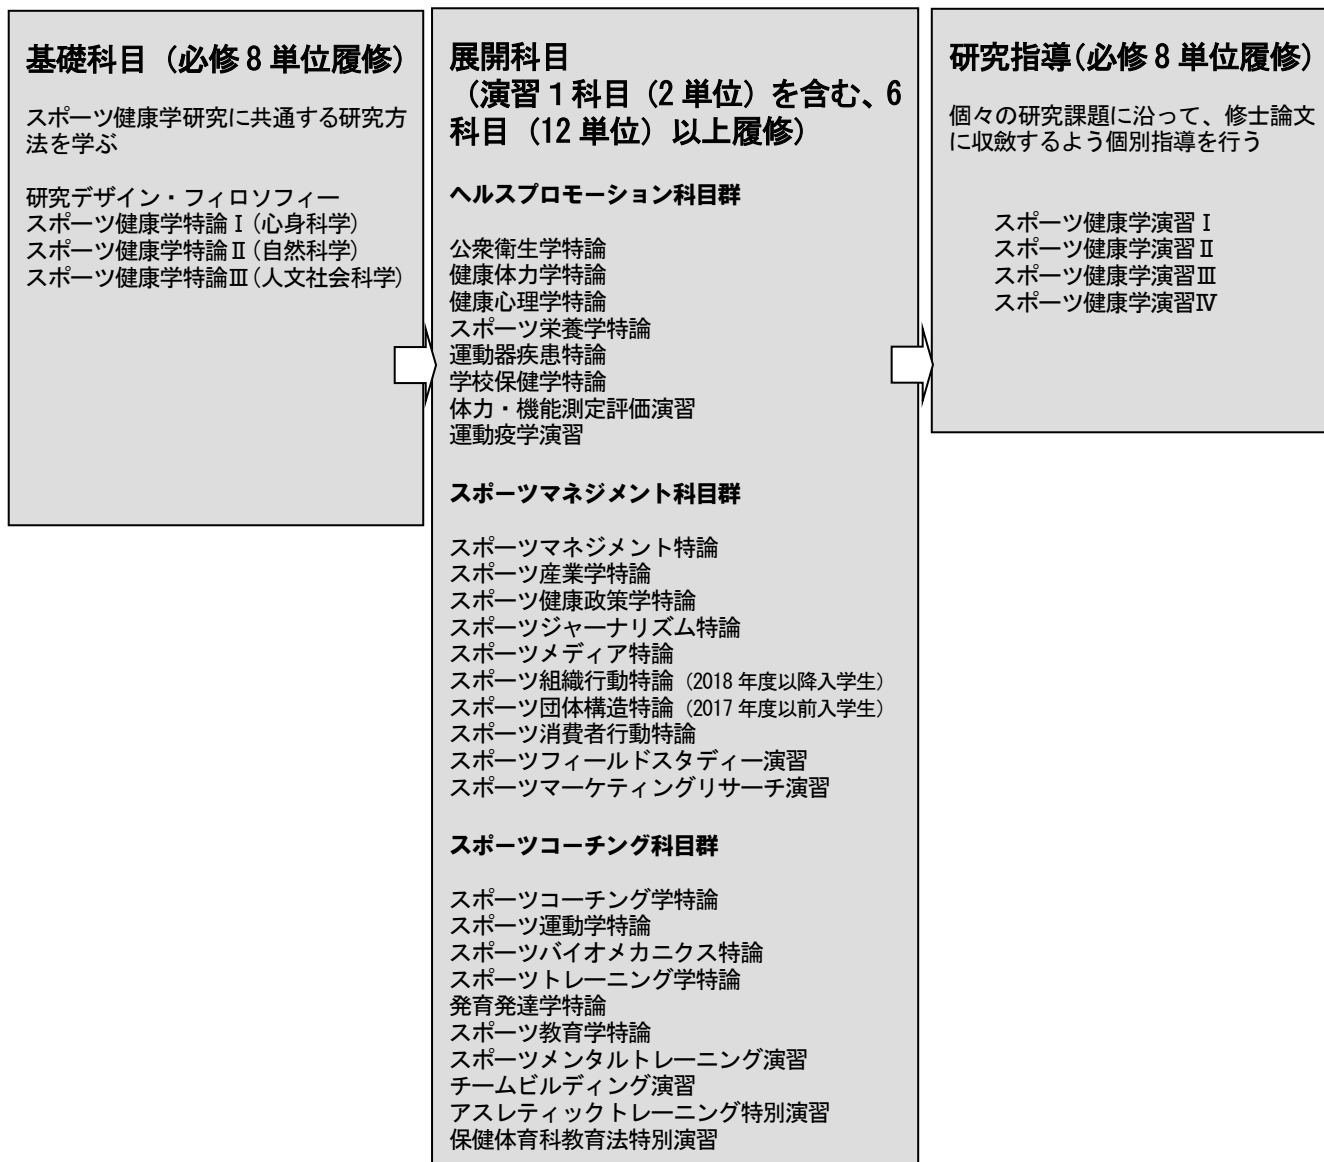 基礎科目（必修8単位履修）
スポーツ健康学研究に共通する研究方
法を学ぶ
研究デザイン・フィロソフィー
スポーツ健康学特論Ⅰ(心身科学)
スポーツ健康学特論Ⅱ(自然科学)
スポーツ健康学特論Ⅲ(人文社会科学)
展開科目
（演習1科目（2単位）を含む、6
科目（12単位）以上履修）
ヘルスプロモーション科目群
公衆衛生学特論
健康体力学特論
健康心理学特論
スポーツ栄養学特論
運動器疾患特論
学校保健学特論
体力・機能測定評価演習
運動疫学演習
スポーツマネジメント科目群
スポーツマネジメント特論
スポーツ産業学特論
スポーツ健康政策学特論
スポーツジャーナリズム特論
スポーツメディア特論
スポーツ組織行動特論（2018年度以降入学生）
スポーツ団体構造特論（2017年度以前入学生）
スポーツ消費者行動特論
スポーツフィールドスタディー演習
スポーツマーケティングリサーチ演習
スポーツコーチング科目群
スポーツコーチング学特論
スポーツ運動学特論
スポーツバイオメカニクス特論
スポーツトレーニング学特論
発育発達学特論
スポーツ教育学特論
スポーツメンタルトレーニング演習
チームビルディング演習
アスレティックトレーニング特別演習
保健体育科教育法特別演習
研究指導(必修8単位履修)
個々の研究課題に沿って、修士論文
に収斂するよう個別指導を行う
スポーツ健康学演習Ⅰ
スポーツ健康学演習Ⅱ
スポーツ健康学演習Ⅲ
スポーツ健康学演習Ⅳ